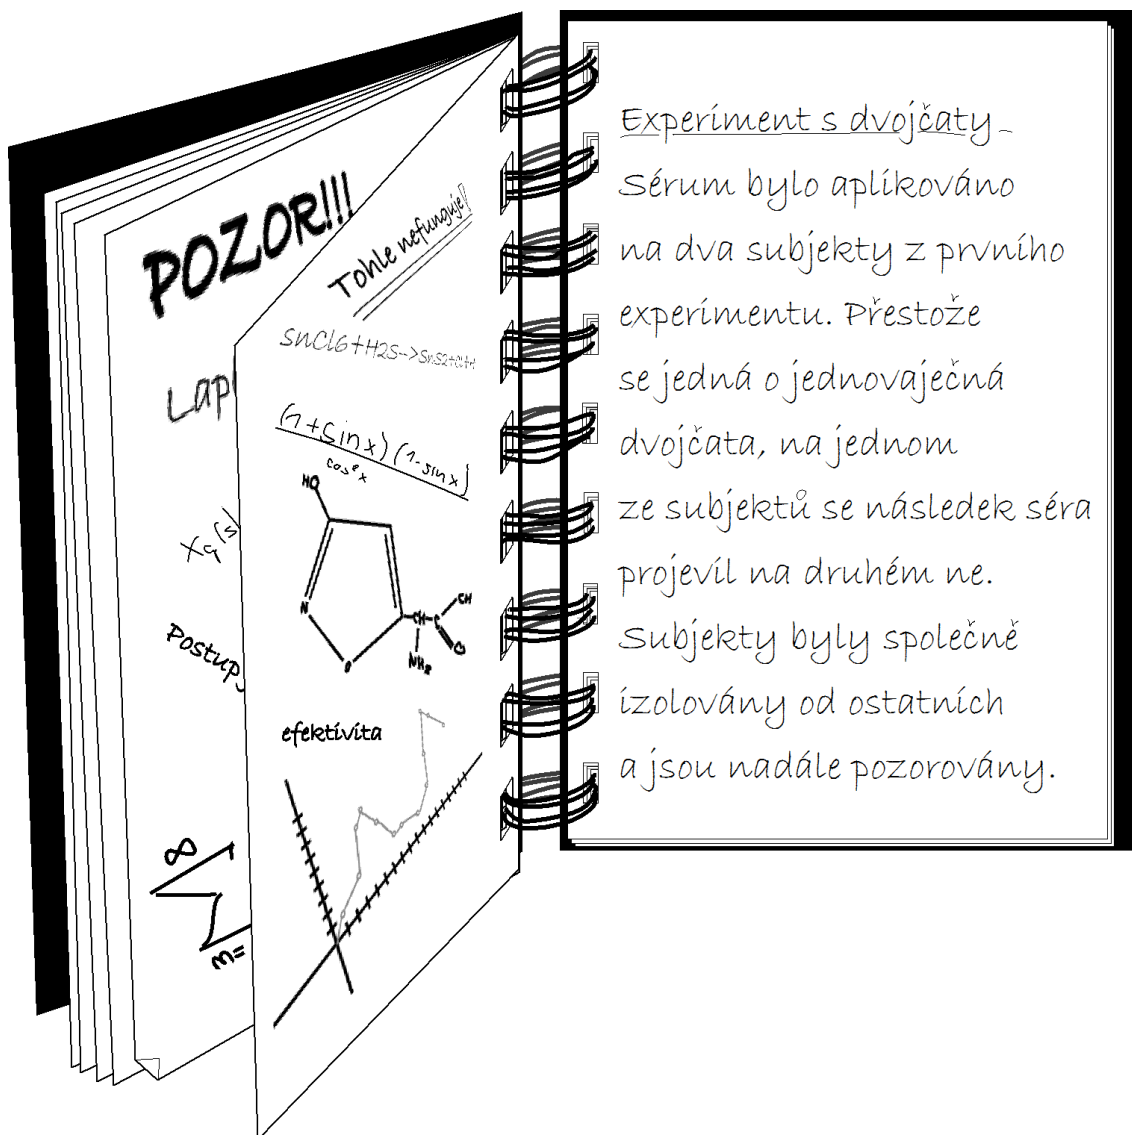 POZOR!!!
Postup
m=
∞
Tohle nefunguje!
SnCl6+H2S->SnS2+Cl+H
(1+sin x)(1-sin x)
cos²x
HO
N
O
CH
C
CH
O
NH₂
efektivita
Experiment s dvojčaty
Sérum bylo aplikováno
na dva subjekty z prvního
experimentu. Přestože
se jedná o jednovaječná
dvojčata, na jednom
ze subjektů se následek séra
projevil na druhém ne.
Subjekty byly společně
izolovány od ostatních
a jsou nadále pozorovány.